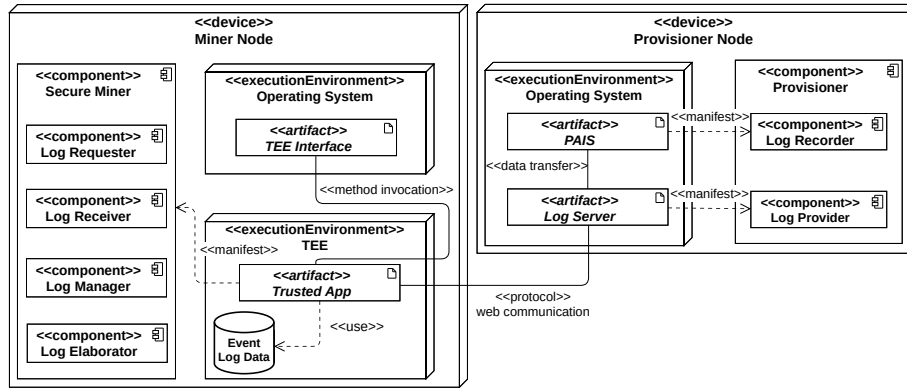 <<device>>
Miner Node
<<component>>
Secure Miner
<<component>>
Log Requester
<<component>>
Log Receiver
<<component>>
Log Manager
<<component>>
Log Elaborator
<<executionEnvironment>>
Operating System
<<artifact>>
TEE Interface
<<method invocation>>
<<executionEnvironment>>
TEE
<<manifest>>
<<artifact>>
Trusted App
<<use>>
Event
Log Data
<<device>>
Provisioner Node
<<executionEnvironment>>
Operating System
<<artifact>>
PAIS
<<data transfer>>
<<artifact>>
Log Server
<<manifest>>
<<manifest>>
<<component>>
Provisioner
<<component>>
Log Recorder
<<component>>
Log Provider
<<protocol>>
web communication